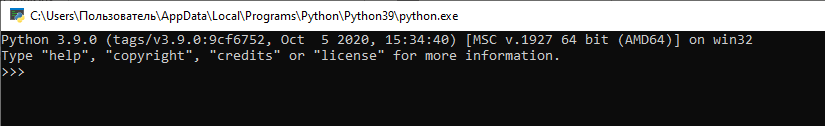 C:\Users\Пользователь\AppData\Local\Programs\Python\Python39\python.exe
Python 3.9.0 (tags/v3.9.0:9cf6752, Oct  5 2020, 15:34:40) [MSC v.1927 64 bit (AMD64)] on win32
Type "help", "copyright", "credits" or "license" for more information.
>>>